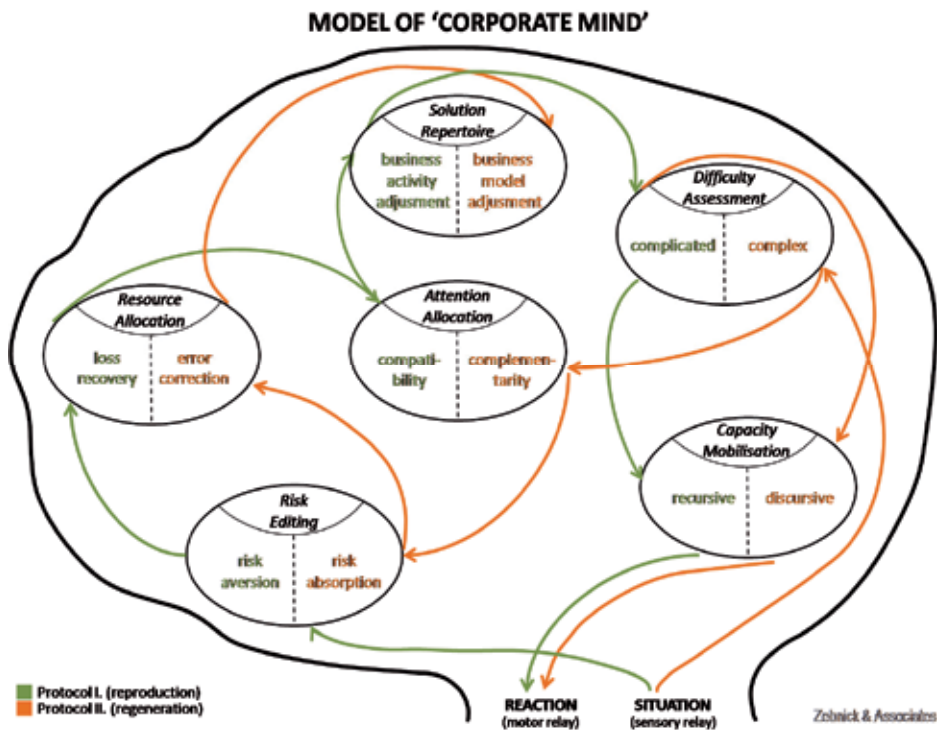 MODEL OF 'CORPORATE MIND'
Solution
Repertoire
business
activity
adjusment
business
model
adjusment
Difficulty
Assessment
complicated
complex
Resource
Allocation
loss
recovery
error
correction
Attention
Allocation
compati-
bility
complemen-
tarity
Capacity
Mobilisation
recursive
discursive
Risk
Editing
risk
aversion
risk
absorption
Protocol I. (reproduction)
Protocol II. (regeneration)
REACTION
(motor relay)
SITUATION
(sensory relay)
& Associates